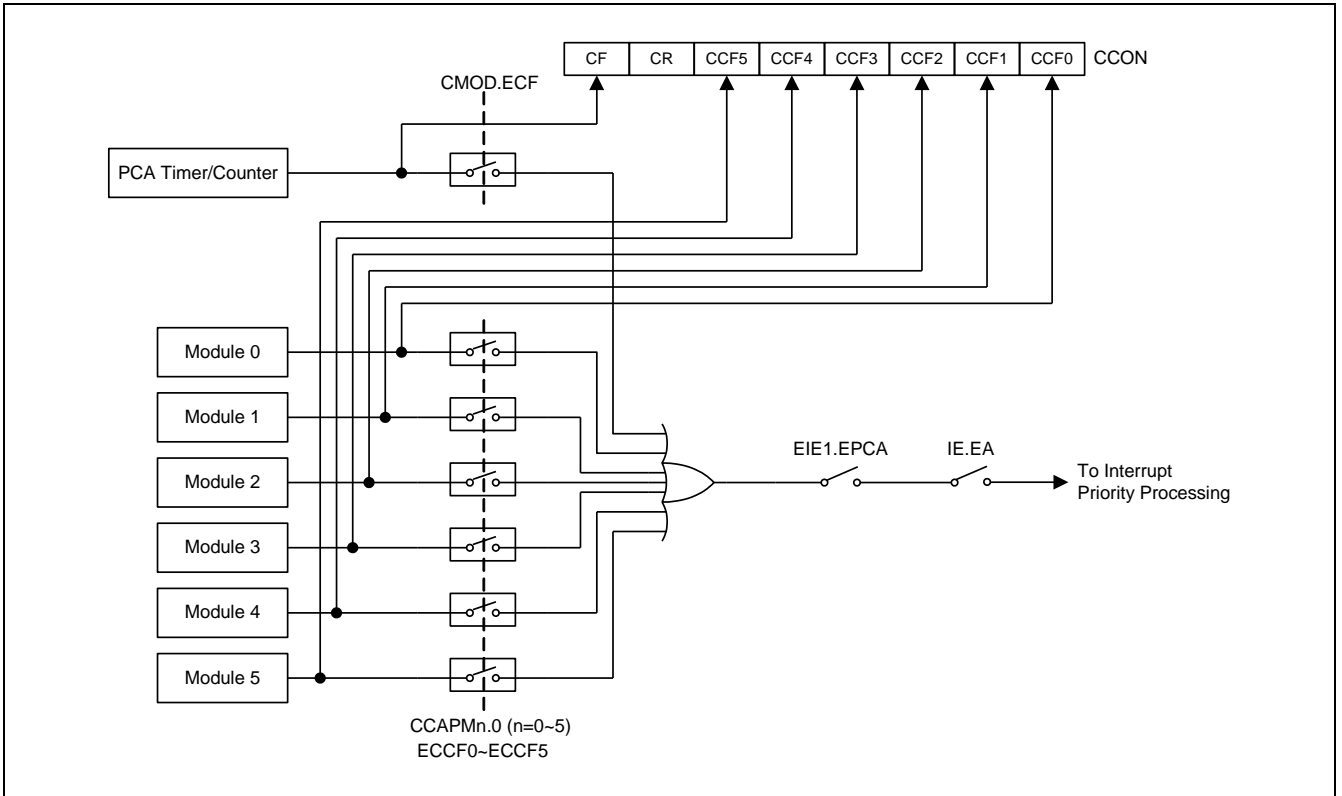 CF CR CCF5 CCF4 CCF3 CCF2 CCF1 CCF0 CCON
CMOD.ECF
PCA Timer/Counter
Module 0
Module 1
Module 2
Module 3
Module 4
Module 5
EIE1.EPCA
IE.EA
To Interrupt
Priority Processing
CCAPMn.0 (n=0~5)
ECCF0~ECCF5